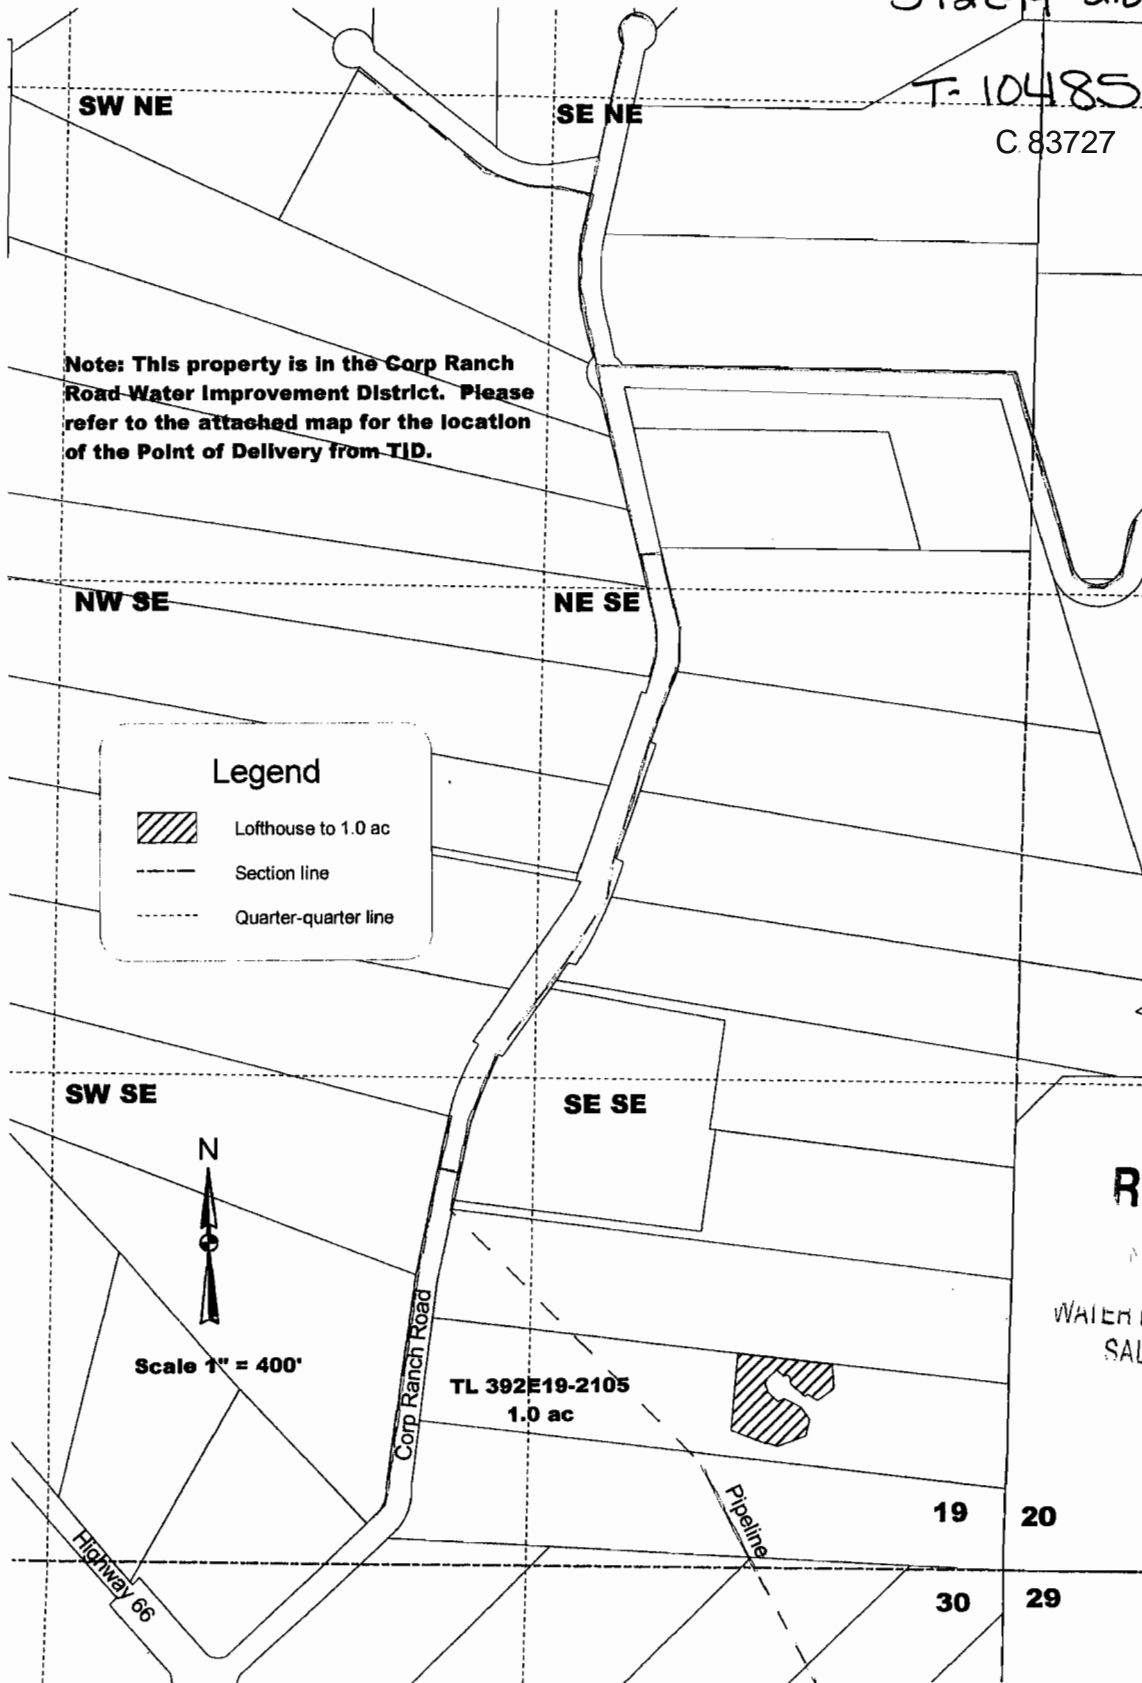 T- 10485
C 83727
SW NE
SE NE
Note: This property is in the Corp Ranch
Road Water Improvement District. Please
refer to the attached map for the location
of the Point of Delivery from TID.
NW SE
NE SE
Legend
Lofthouse to 1.0 ac
Section line
Quarter-quarter line
SW SE
SE SE
N
R
WATER
SAL
Scale 1" = 400'
Corp Ranch Road
TL 392E19-2105
1.0 ac
Pipeline
19
20
Highway 66
30
29